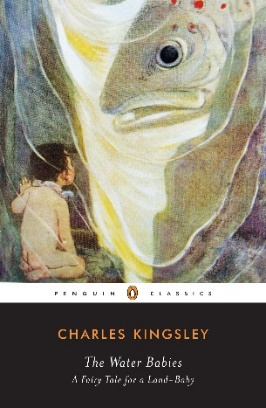 PENGUIN CLASSICS
CHARLES KINGSLEY
The Water Babies
A Fairy Tale for a Land-Baby